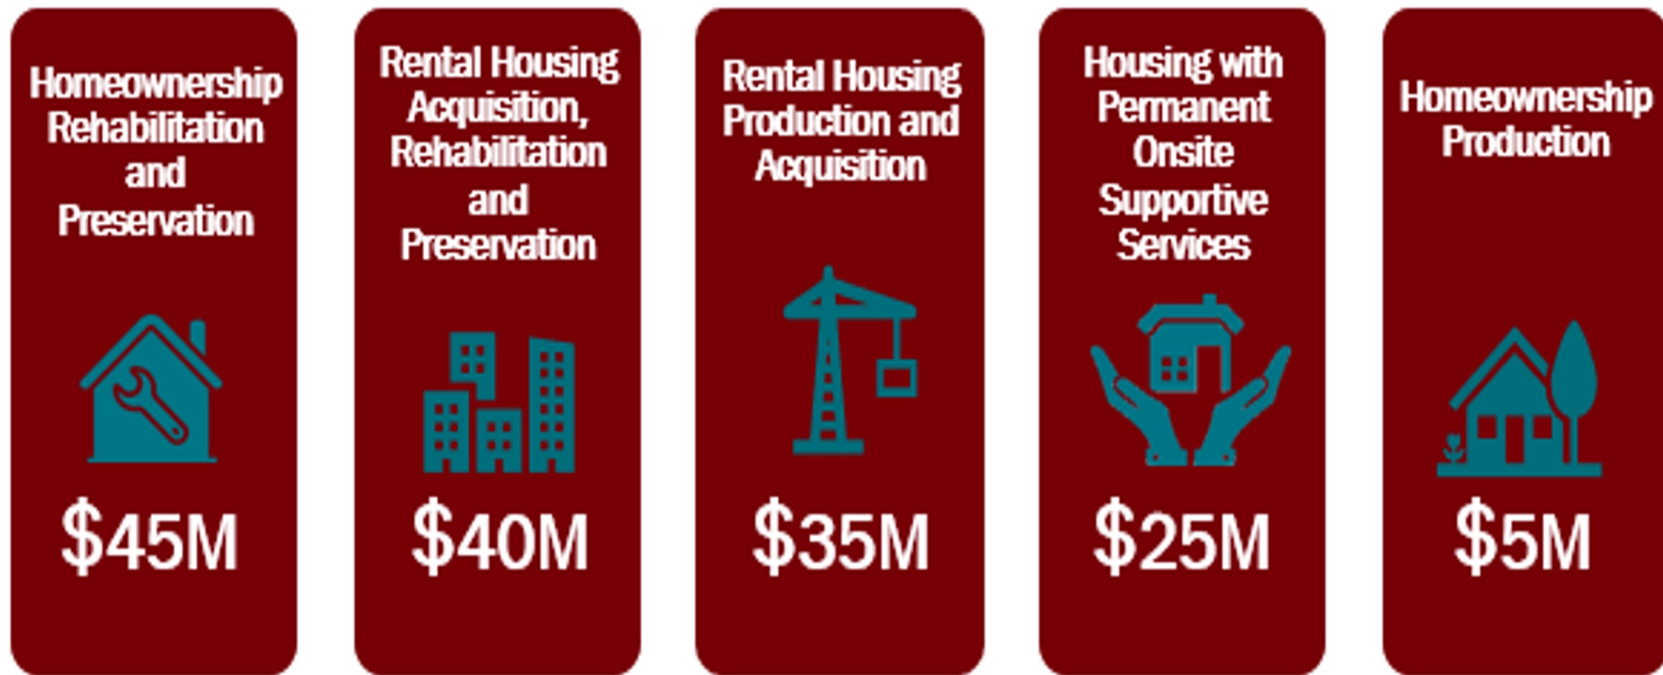 Homeownership
Rehabilitation
and
Preservation
$45M
Rental Housing
Acquisition,
Rehabilitation
and
Preservation
$40M
Rental Housing
Production and
Acquisition
$35M
Housing with
Permanent
Onsite
Supportive
Services
$25M
Homeownership
Production
$5M